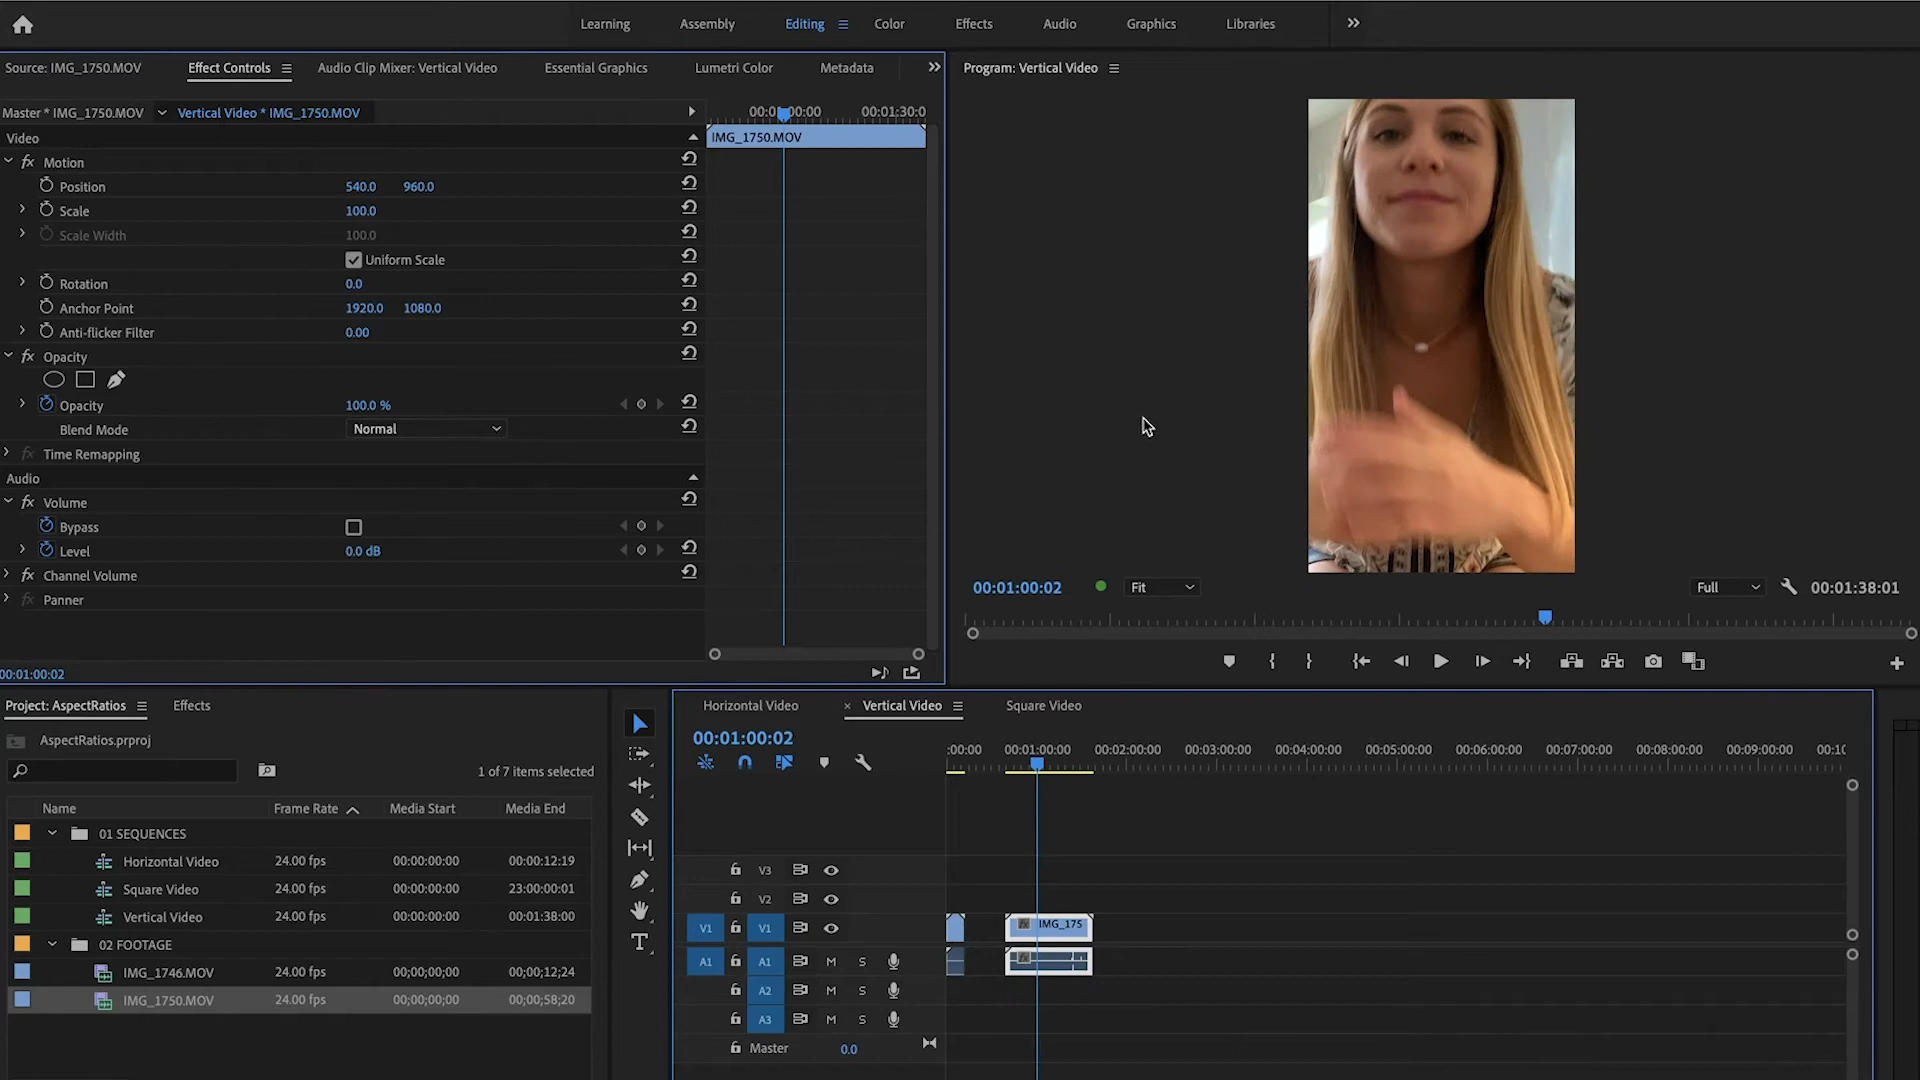 Learning Assembly Editing Color Effects Audio Graphics Libraries
Source: IMG_1750.MOV Effect Controls Audio Clip Mixer: Vertical Video Essential Graphics Lumetri Color Metadata
Program: Vertical Video
Master * IMG_1750.MOV Vertical Video * IMG_1750.MOV
00:01:00:00 00:01:30:0
Video
IMG_1750.MOV
fx Motion
Position 540.0 960.0
Scale 100.0
Scale Width 100.0
Uniform Scale
Rotation 0.0
Anchor Point 1920.0 1080.0
Anti-flicker Filter 0.00
fx Opacity
Opacity 100.0 %
Blend Mode Normal
fx Time Remapping
Audio
fx Volume
Bypass
Level 0.0 dB
fx Channel Volume
fx Panner
00:01:00:02
00:01:00:02 Fit Full 00:01:38:01
Project: AspectRatios Effects
AspectRatios.prproj
1 of 7 items selected
Name Frame Rate Media Start Media End
01 SEQUENCES
Horizontal Video 24.00 fps 00:00:00:00 00:00:12:19
Square Video 24.00 fps 00:00:00:00 23:00:00:01
Vertical Video 24.00 fps 00:00:00:00 00:01:38:00
02 FOOTAGE
IMG_1746.MOV 24.00 fps 00;00;00;00 00;00;12;24
IMG_1750.MOV 24.00 fps 00;00;00;00 00;00;58;20
Horizontal Video × Vertical Video Square Video
00:01:00:02
:00:00 00:01:00:00 00:02:00:00 00:03:00:00 00:04:00:00 00:05:00:00 00:06:00:00 00:07:00:00 00:08:00:00 00:09:00:00 00:10
V3
V2
V1 V1 fx IMG_175
A1 A1 M S fx
A2 M S
A3 M S
Master 0.0